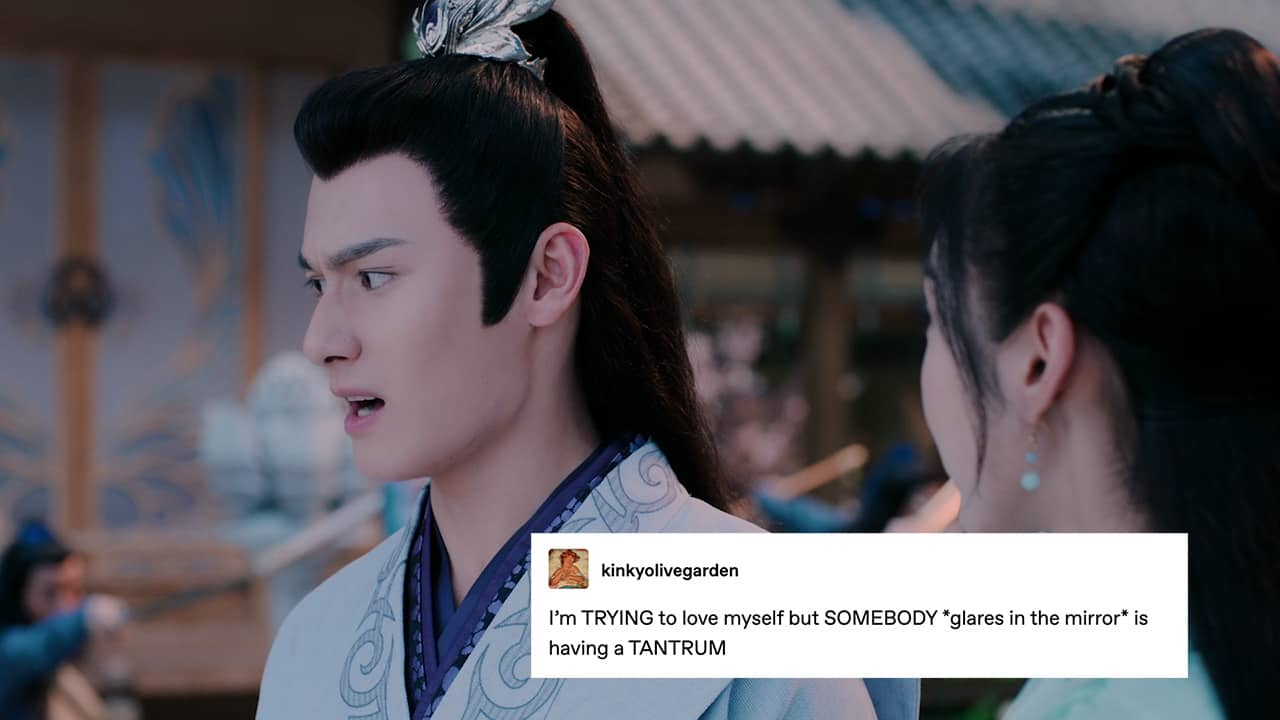 kinkyolivegarden
I'm TRYING to love myself but SOMEBODY *glares in the mirror* is
having a TANTRUM